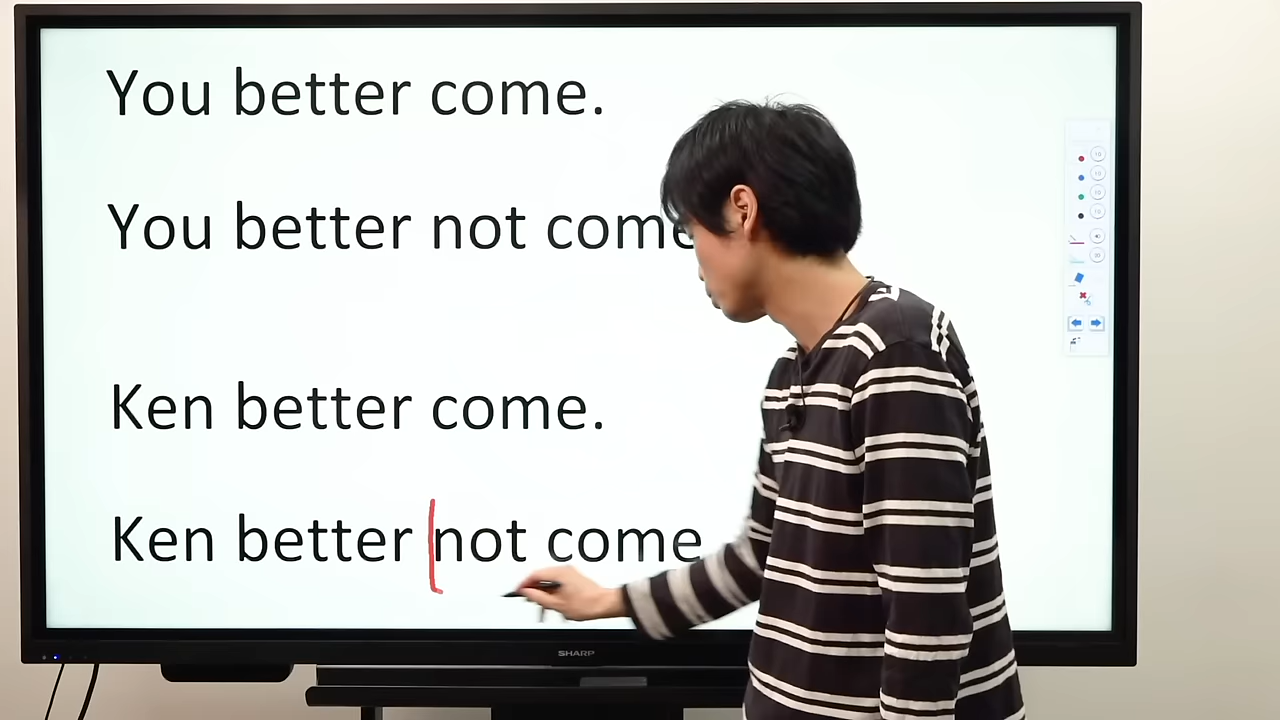 You better come.
You better not come
Ken better come.
Ken better not come
SHARP